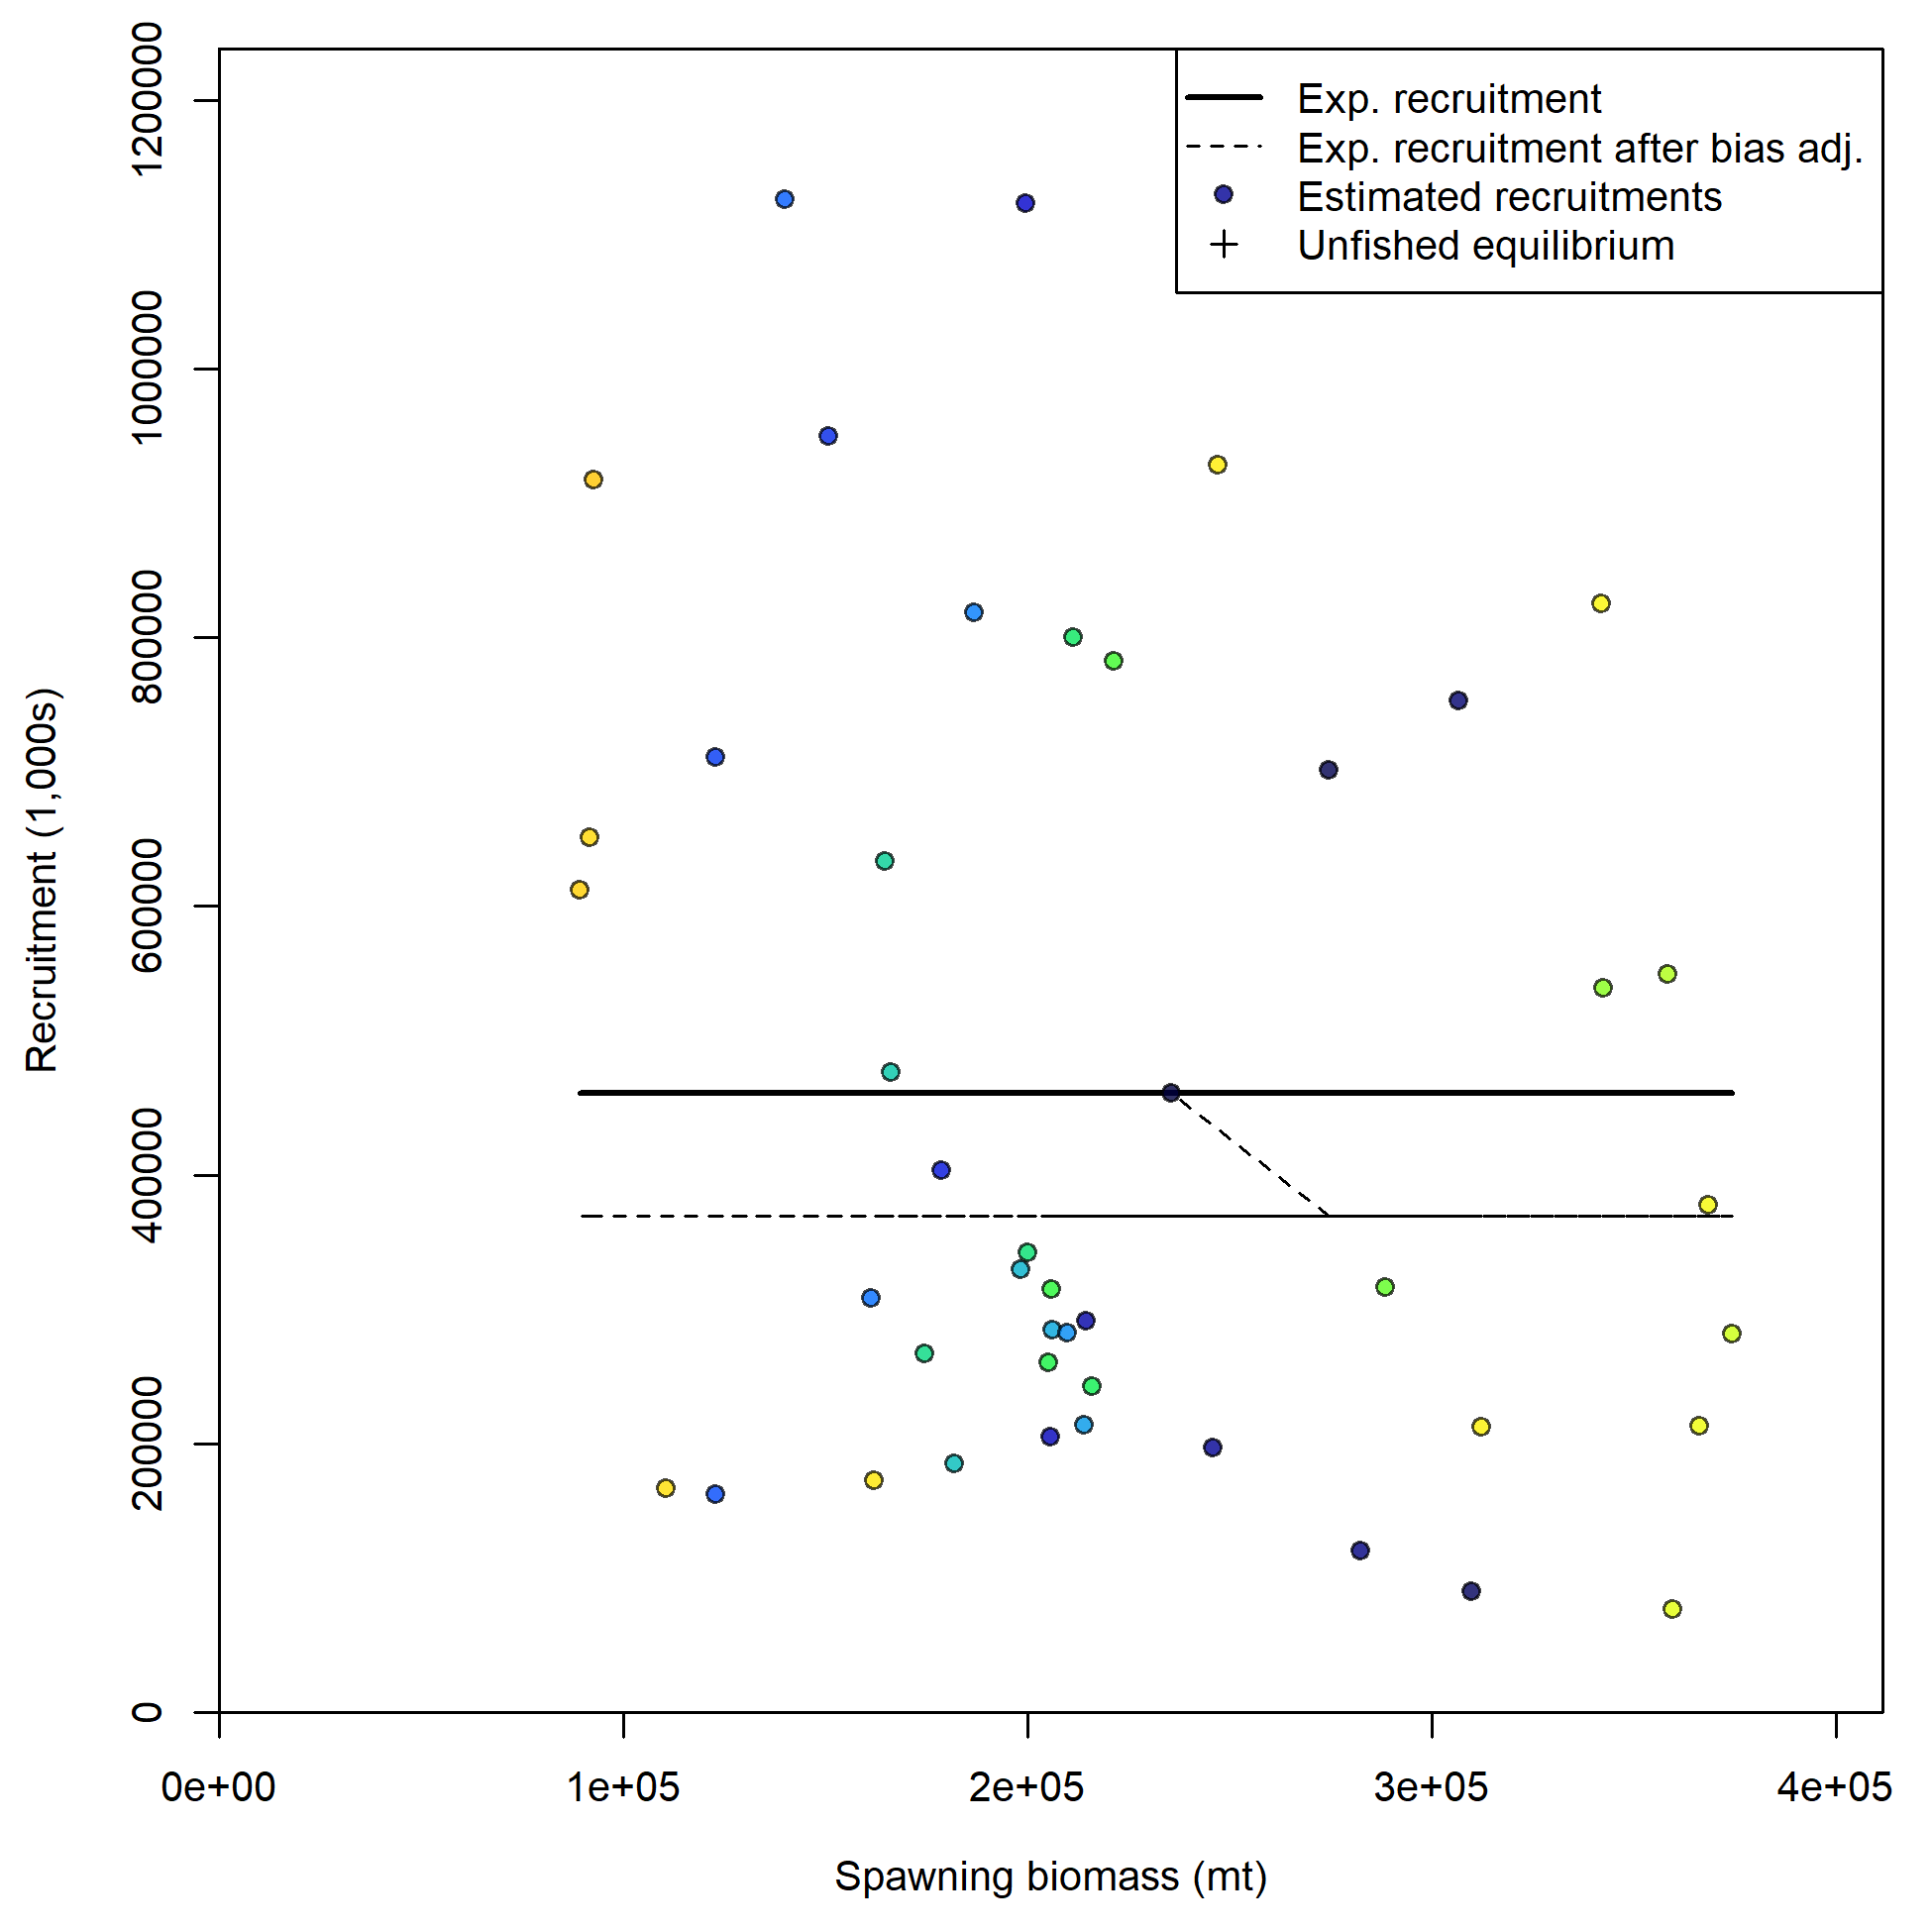 Exp. recruitment
Exp. recruitment after bias adj.
Estimated recruitments
Unfished equilibrium
Recruitment (1,000s)
1200000
1000000
800000
600000
400000
200000
0
0e+00 1e+05 2e+05 3e+05 4e+05
Spawning biomass (mt)